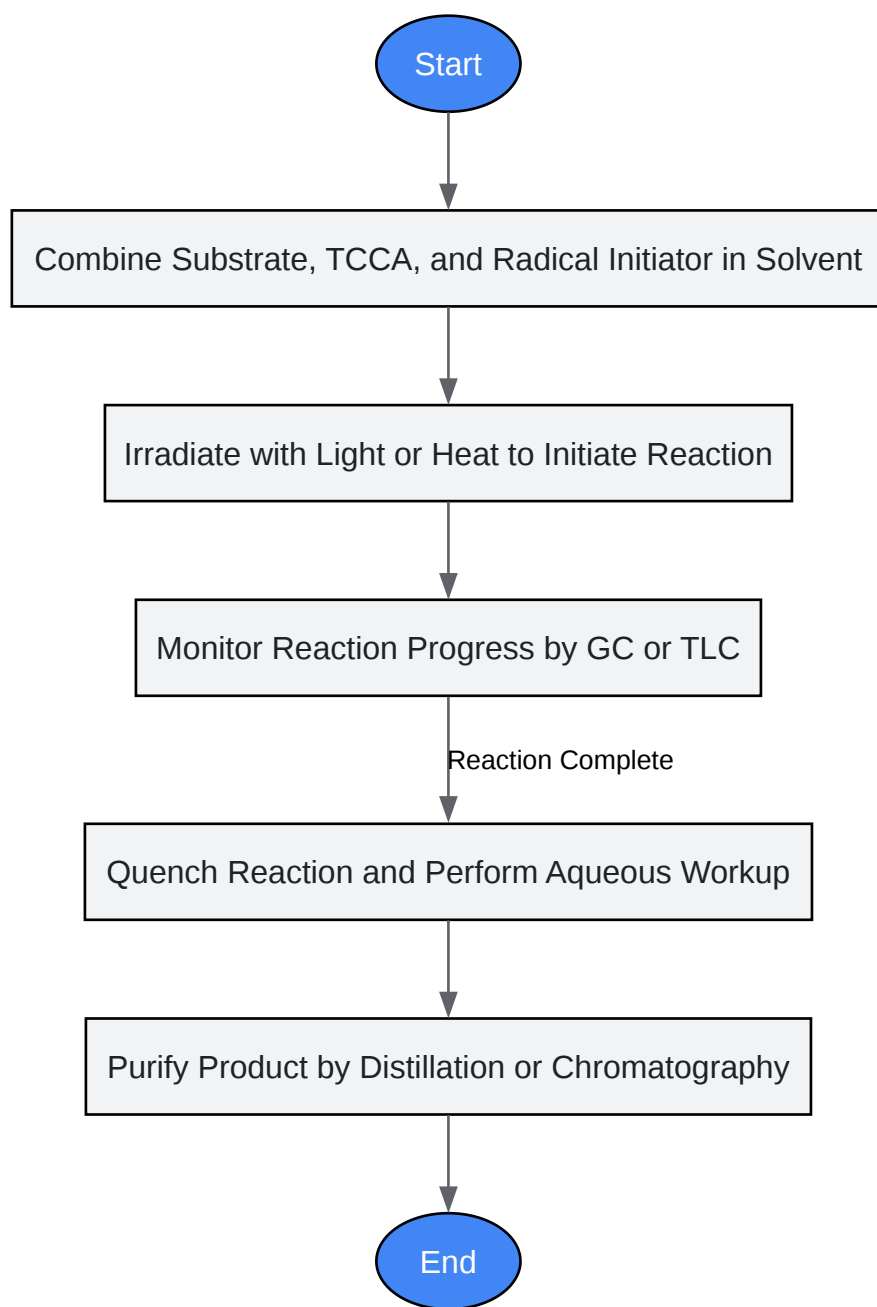 Start
Combine Substrate, TCCA, and Radical Initiator in Solvent
Irradiate with Light or Heat to Initiate Reaction
Monitor Reaction Progress by GC or TLC
Reaction Complete
Quench Reaction and Perform Aqueous Workup
Purify Product by Distillation or Chromatography
End